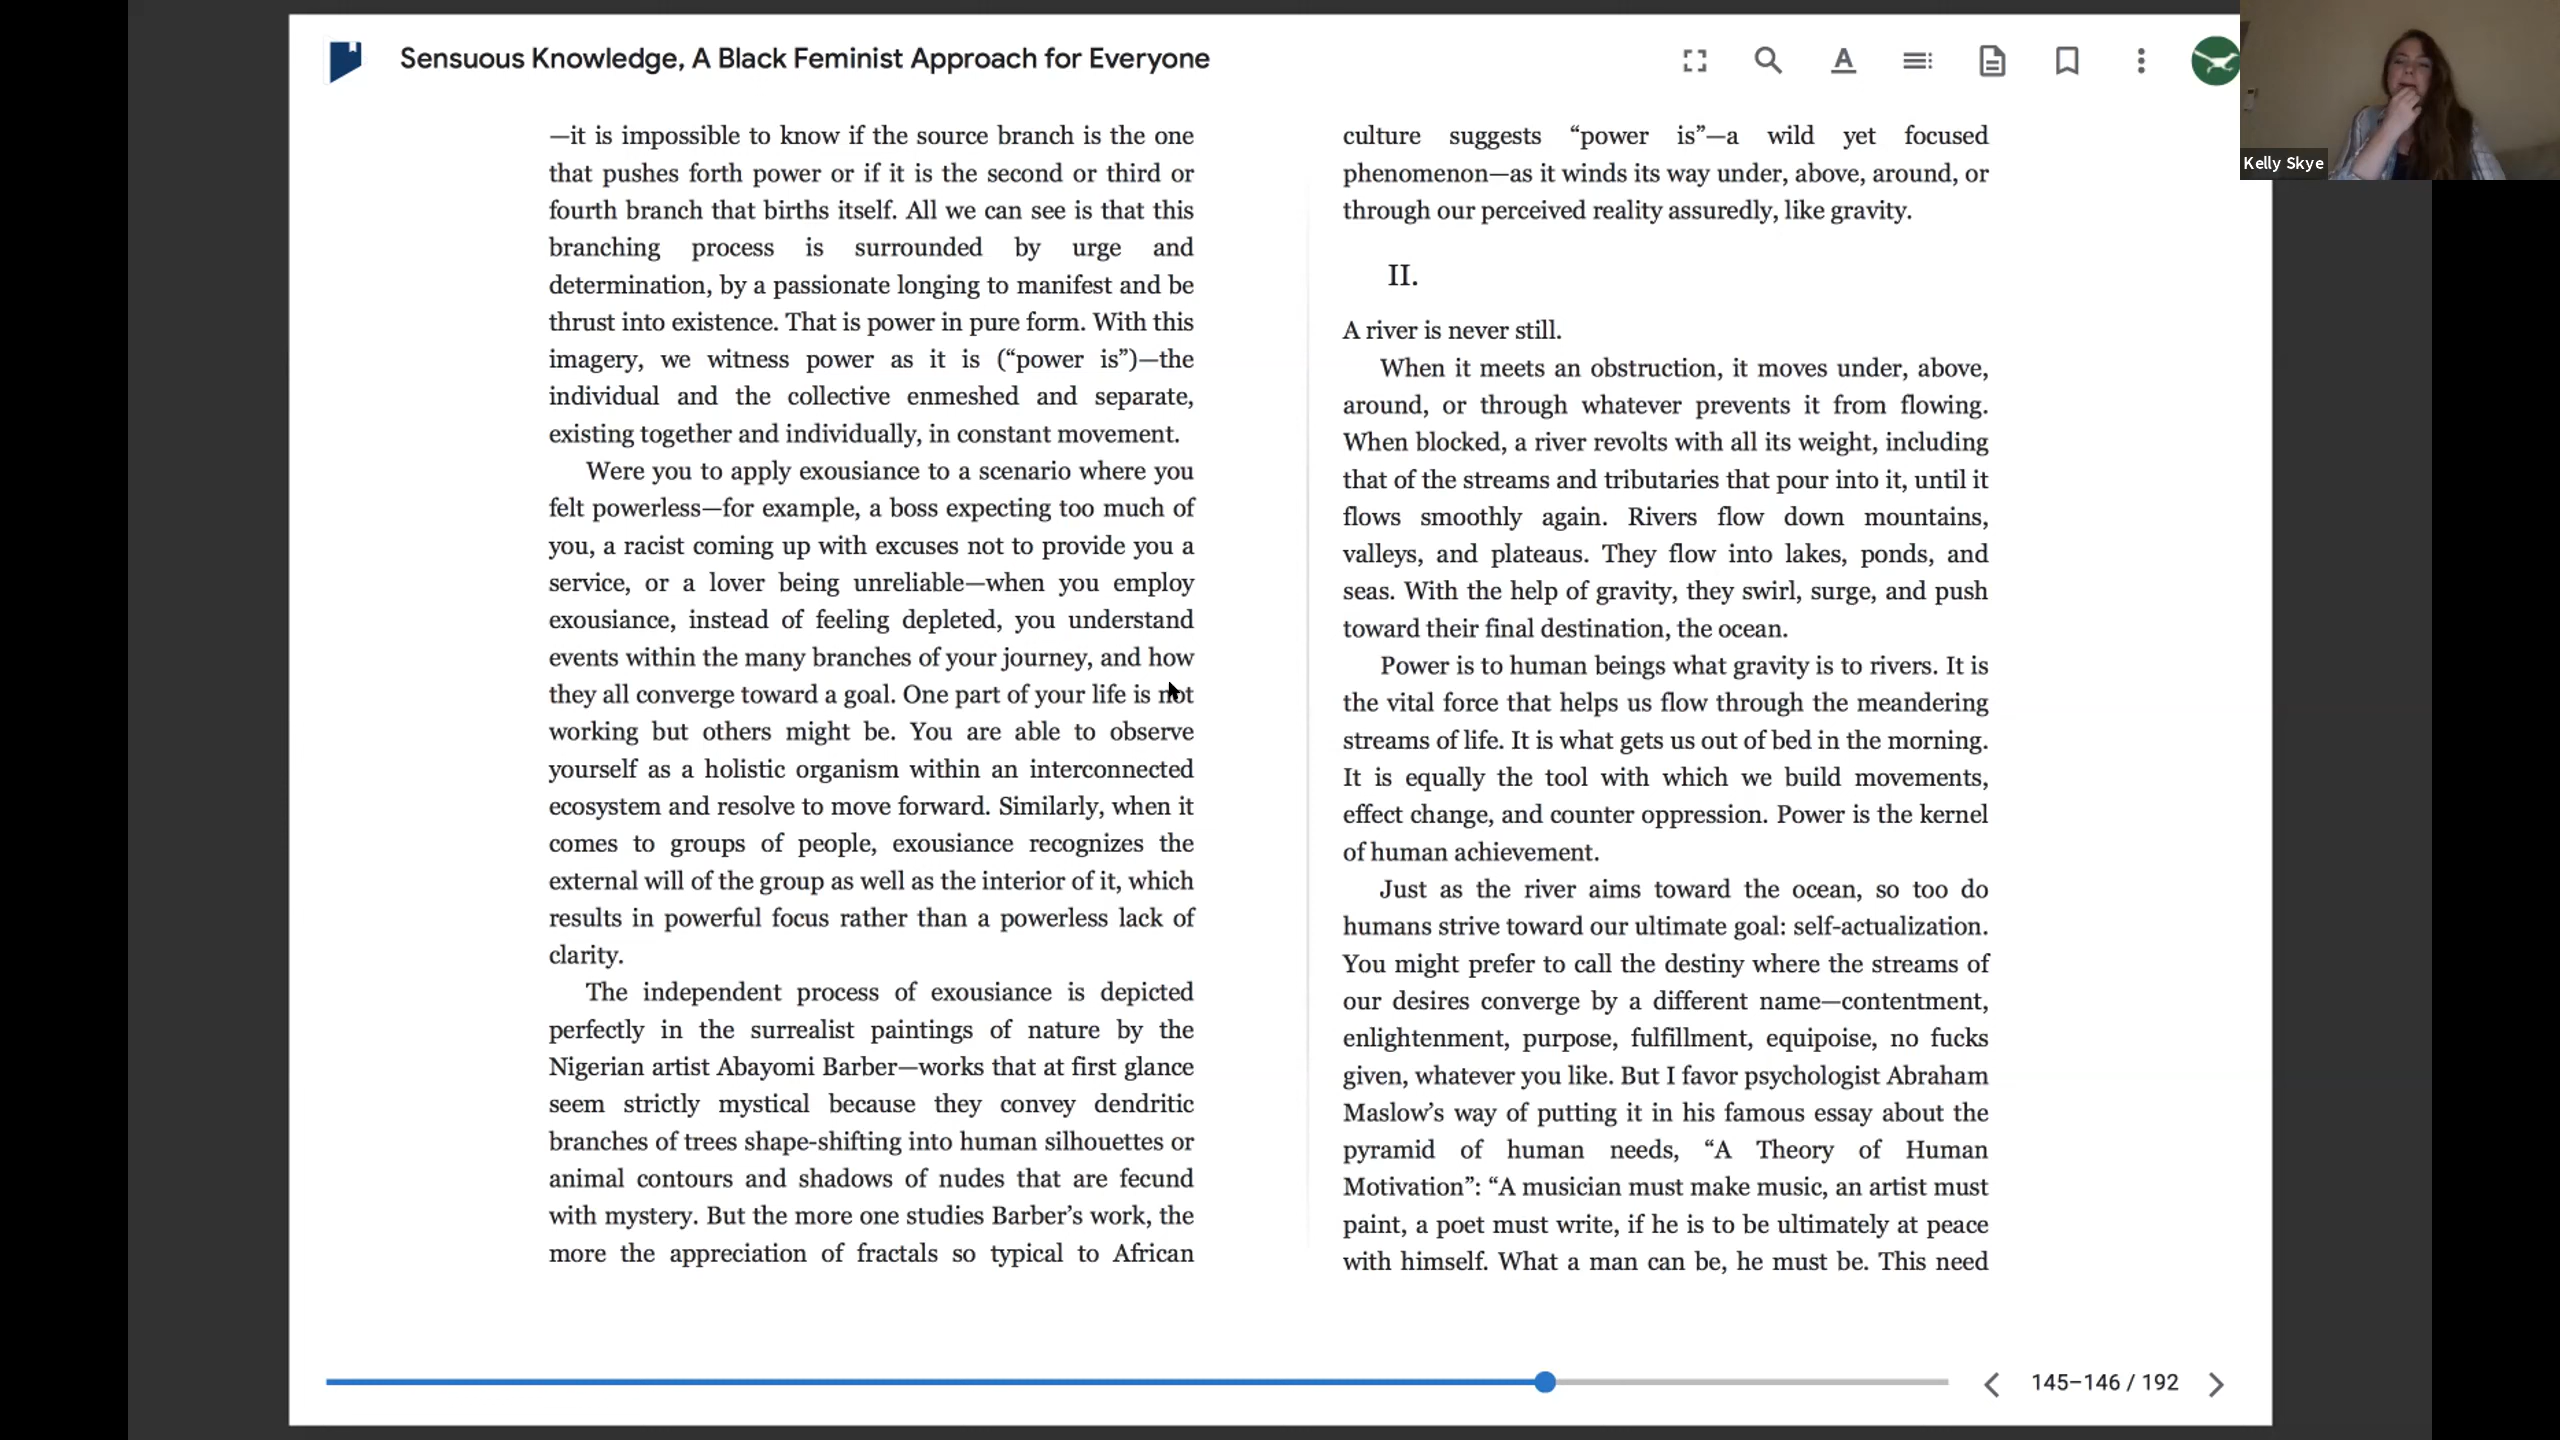 Sensuous Knowledge, A Black Feminist Approach for Everyone
Kelly Skye
—it is impossible to know if the source branch is the one
that pushes forth power or if it is the second or third or
fourth branch that births itself. All we can see is that this
branching process is surrounded by urge and
determination, by a passionate longing to manifest and be
thrust into existence. That is power in pure form. With this
imagery, we witness power as it is (“power is”)—the
individual and the collective enmeshed and separate,
existing together and individually, in constant movement.
Were you to apply exousiance to a scenario where you
felt powerless—for example, a boss expecting too much of
you, a racist coming up with excuses not to provide you a
service, or a lover being unreliable—when you employ
exousiance, instead of feeling depleted, you understand
events within the many branches of your journey, and how
they all converge toward a goal. One part of your life is not
working but others might be. You are able to observe
yourself as a holistic organism within an interconnected
ecosystem and resolve to move forward. Similarly, when it
comes to groups of people, exousiance recognizes the
external will of the group as well as the interior of it, which
results in powerful focus rather than a powerless lack of
clarity.
The independent process of exousiance is depicted
perfectly in the surrealist paintings of nature by the
Nigerian artist Abayomi Barber—works that at first glance
seem strictly mystical because they convey dendritic
branches of trees shape-shifting into human silhouettes or
animal contours and shadows of nudes that are fecund
with mystery. But the more one studies Barber’s work, the
more the appreciation of fractals so typical to African
culture suggests “power is”—a wild yet focused
phenomenon—as it winds its way under, above, around, or
through our perceived reality assuredly, like gravity.
II.
A river is never still.
When it meets an obstruction, it moves under, above,
around, or through whatever prevents it from flowing.
When blocked, a river revolts with all its weight, including
that of the streams and tributaries that pour into it, until it
flows smoothly again. Rivers flow down mountains,
valleys, and plateaus. They flow into lakes, ponds, and
seas. With the help of gravity, they swirl, surge, and push
toward their final destination, the ocean.
Power is to human beings what gravity is to rivers. It is
the vital force that helps us flow through the meandering
streams of life. It is what gets us out of bed in the morning.
It is equally the tool with which we build movements,
effect change, and counter oppression. Power is the kernel
of human achievement.
Just as the river aims toward the ocean, so too do
humans strive toward our ultimate goal: self-actualization.
You might prefer to call the destiny where the streams of
our desires converge by a different name—contentment,
enlightenment, purpose, fulfillment, equipoise, no fucks
given, whatever you like. But I favor psychologist Abraham
Maslow’s way of putting it in his famous essay about the
pyramid of human needs, “A Theory of Human
Motivation”: “A musician must make music, an artist must
paint, a poet must write, if he is to be ultimately at peace
with himself. What a man can be, he must be. This need
145–146 / 192